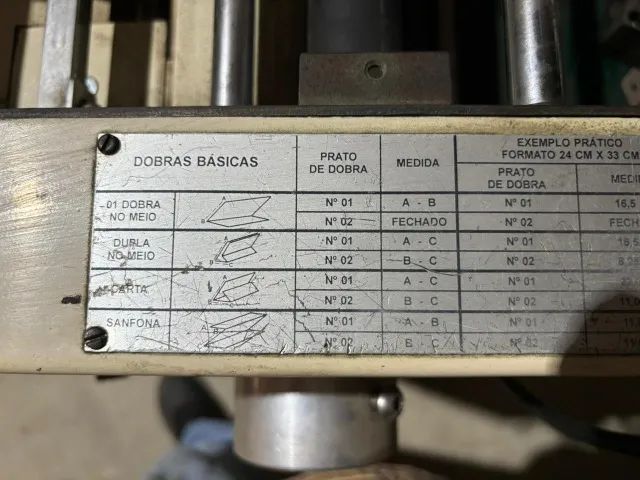 DOBRAS BÁSICAS PRATO DE DOBRA MEDIDA EXEMPLO PRÁTICO
FORMATO 24 CM X 33 CM
PRATO DE DOBRA
01 DOBRA NO MEIO Nº 01 A - B Nº 01 16,5
Nº 02 FECHADO Nº 02
DUPLA NO MEIO Nº 01 A - C Nº 01
Nº 02 B - C Nº 02
CARTA Nº 01 A - C Nº 01
Nº 02 B - C Nº 02
SANFONA Nº 01 A - B Nº 01
Nº 02 B - C Nº 02